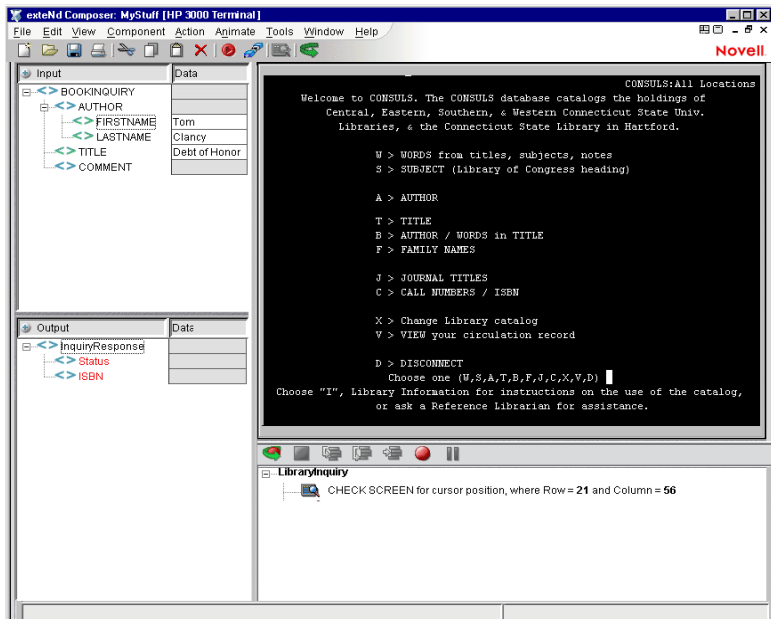 exteNd Composer: MyStuff [HP 3000 Terminal]
File Edit View Component Action Animate Tools Window Help
Novell
Input Data
BOOKINQUIRY
AUTHOR
FIRSTNAME Tom
LASTNAME Clancy
TITLE Debt of Honor
COMMENT
Output Data
InquiryResponse
Status
ISBN
CONSULS:All Locations
Welcome to CONSULS. The CONSULS database catalogs the holdings of
Central, Eastern, Southern, & Western Connecticut State Univ.
Libraries, & the Connecticut State Library in Hartford.
W > WORDS from titles, subjects, notes
S > SUBJECT (Library of Congress heading)
A > AUTHOR
T > TITLE
B > AUTHOR / WORDS in TITLE
F > FAMILY NAMES
J > JOURNAL TITLES
C > CALL NUMBERS / ISBN
X > Change Library catalog
V > VIEW your circulation record
D > DISCONNECT
Choose one (W,S,A,T,B,F,J,C,X,V,D)
Choose "I", Library Information for instructions on the use of the catalog,
or ask a Reference Librarian for assistance.
LibraryInquiry
CHECK SCREEN for cursor position, where Row = 21 and Column = 56